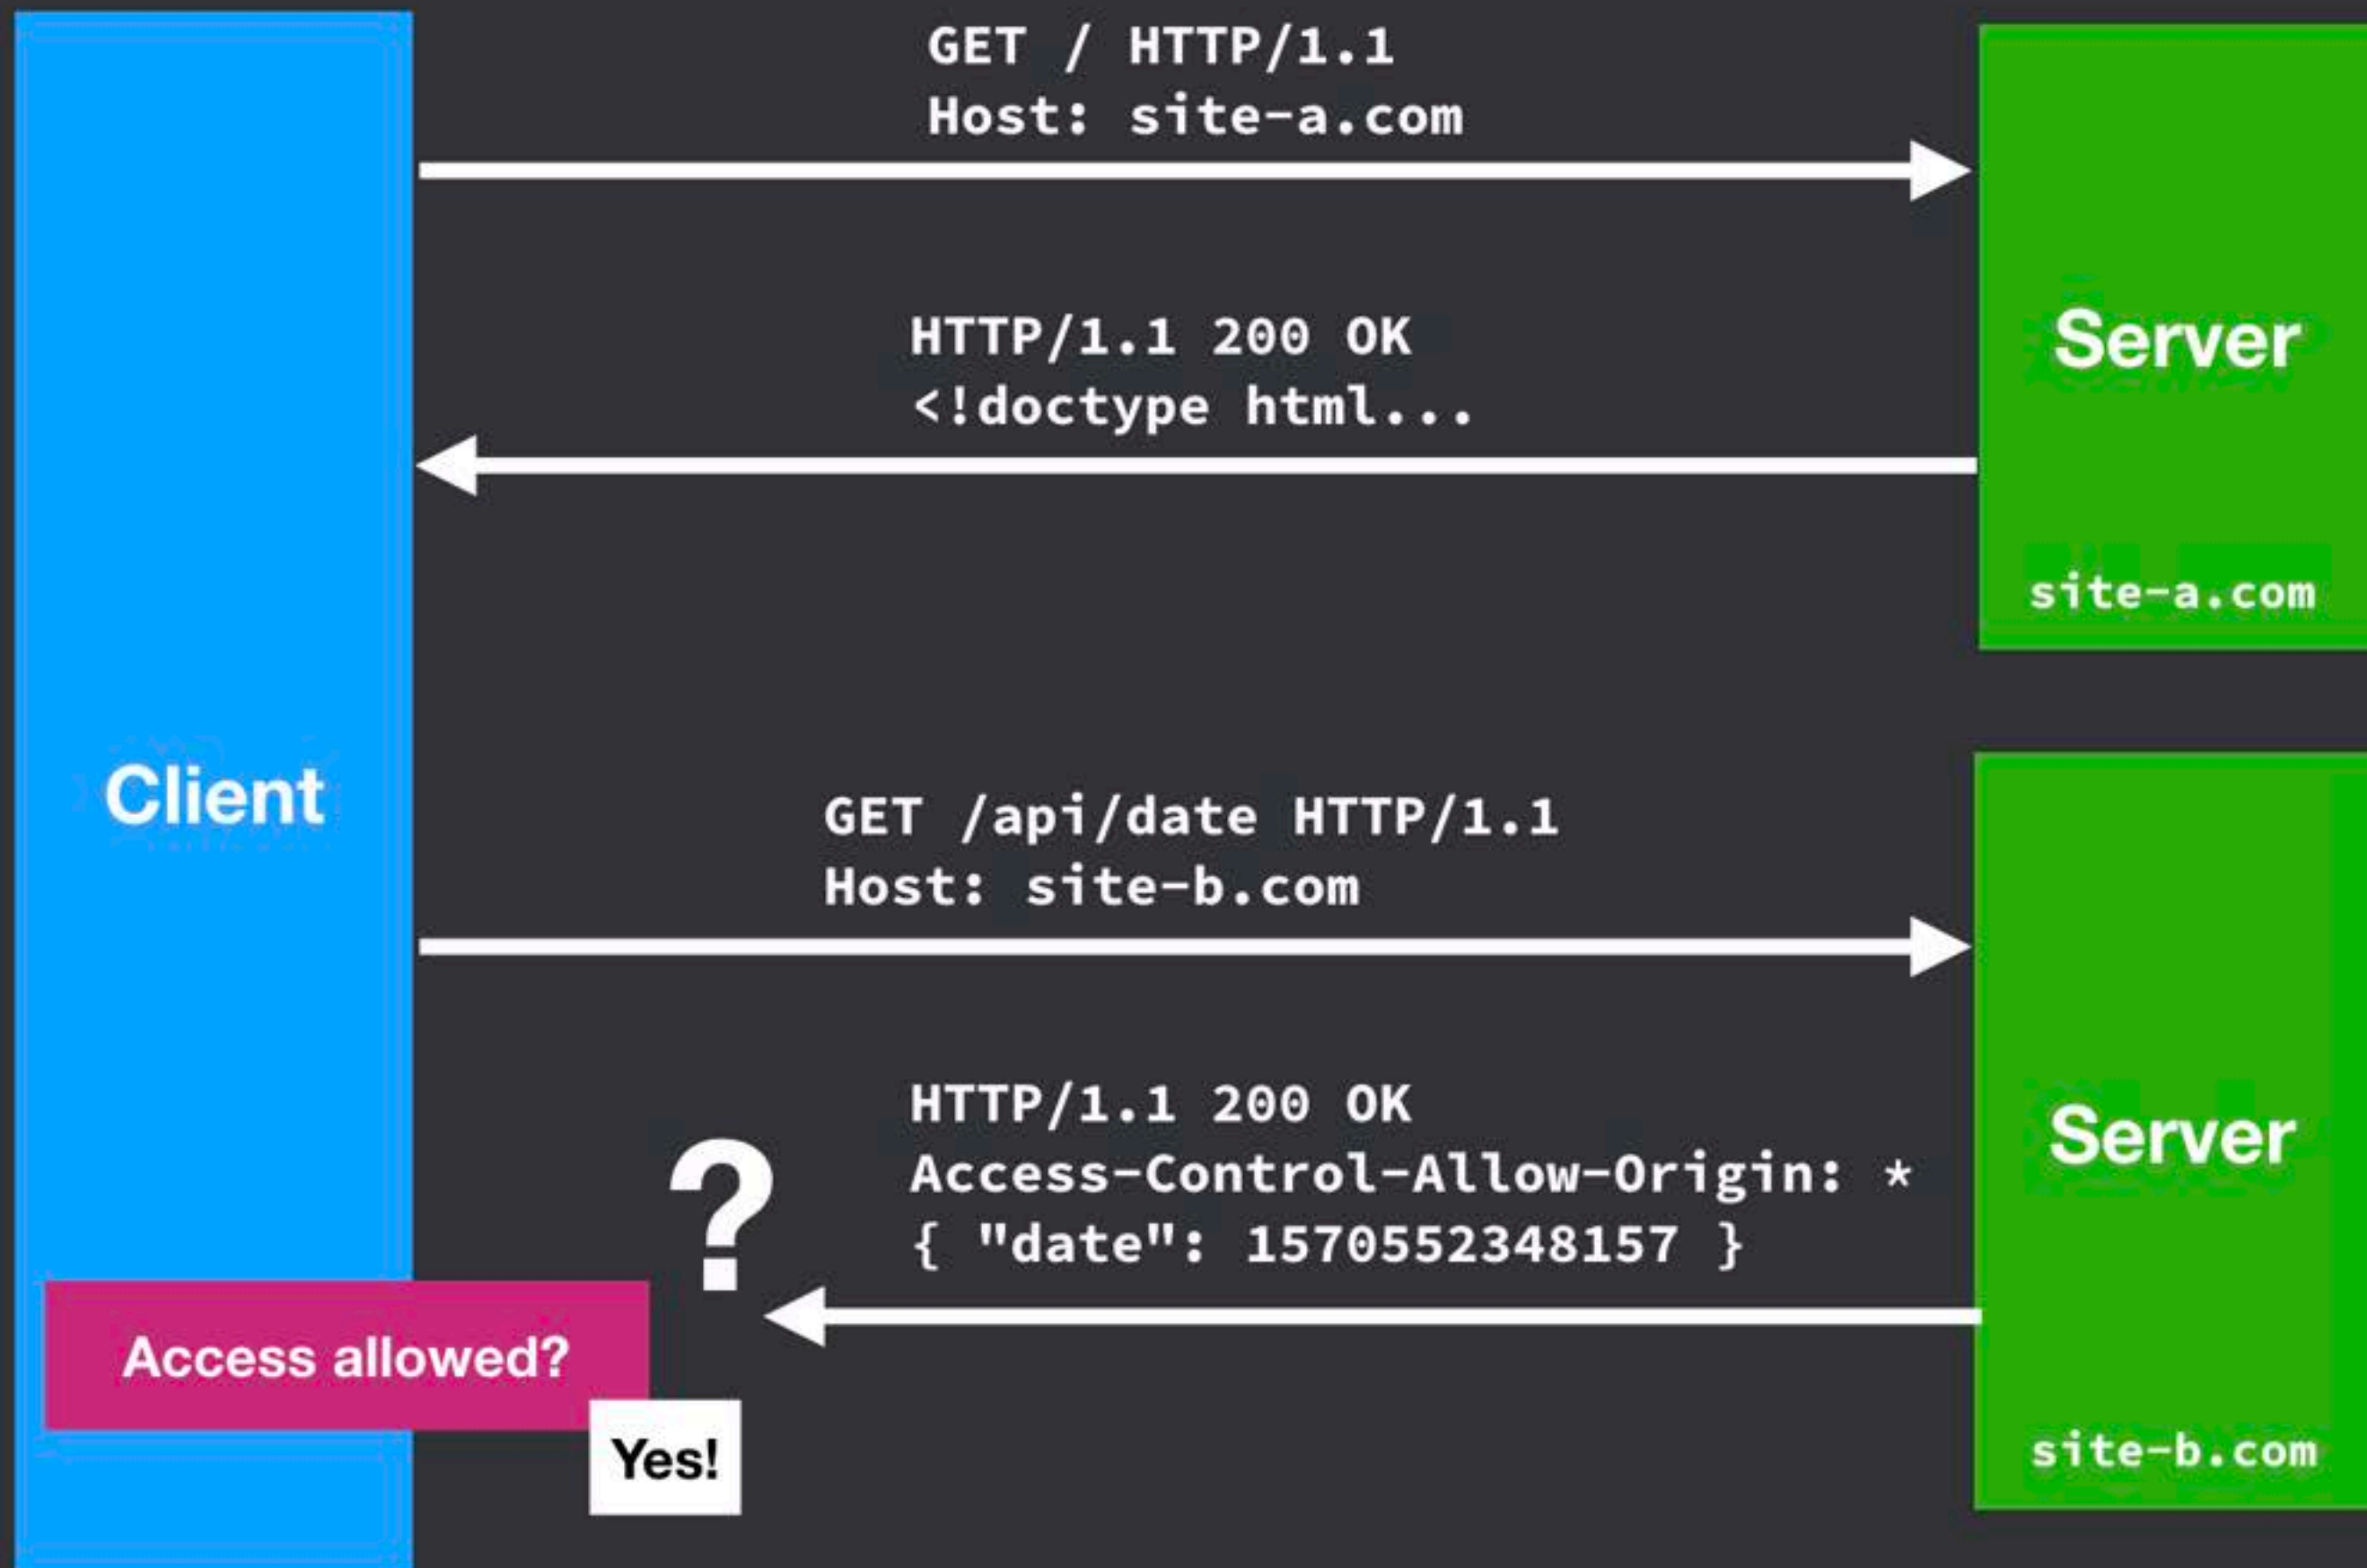 GET / HTTP/1.1
Host: site-a.com
HTTP/1.1 200 OK
<!doctype html...
Server
site-a.com
Client
GET /api/date HTTP/1.1
Host: site-b.com
HTTP/1.1 200 OK
Access-Control-Allow-Origin: *
{ "date": 1570552348157 }
?
Server
Access allowed?
Yes!
site-b.com